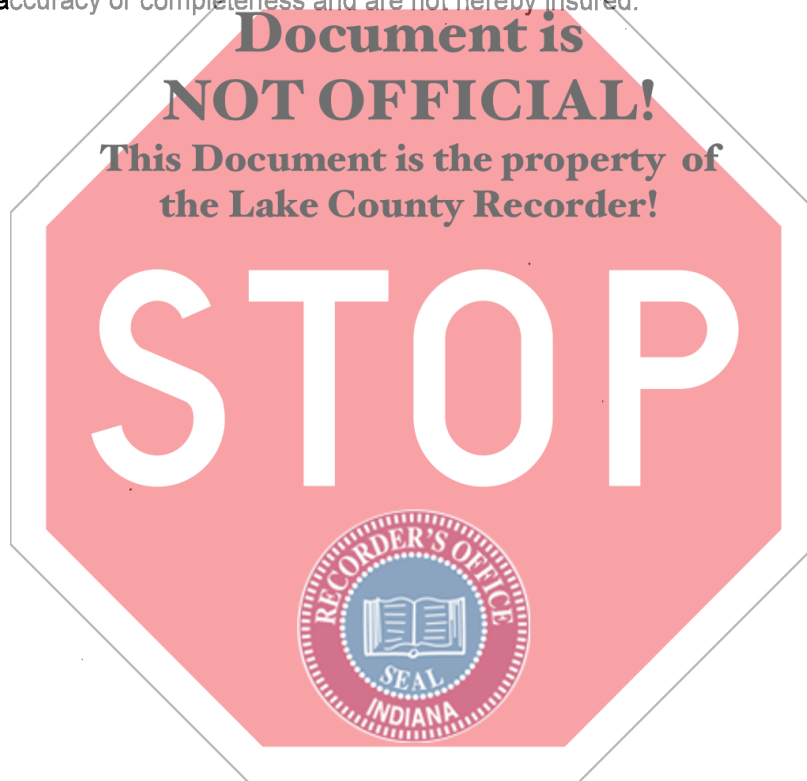 accuracy or completeness and are not hereby insured.
Document is
NOT OFFICIAL!
This Document is the property of
the Lake County Recorder!
STOP
RECORDER'S OFFICE
SEAL
INDIANA